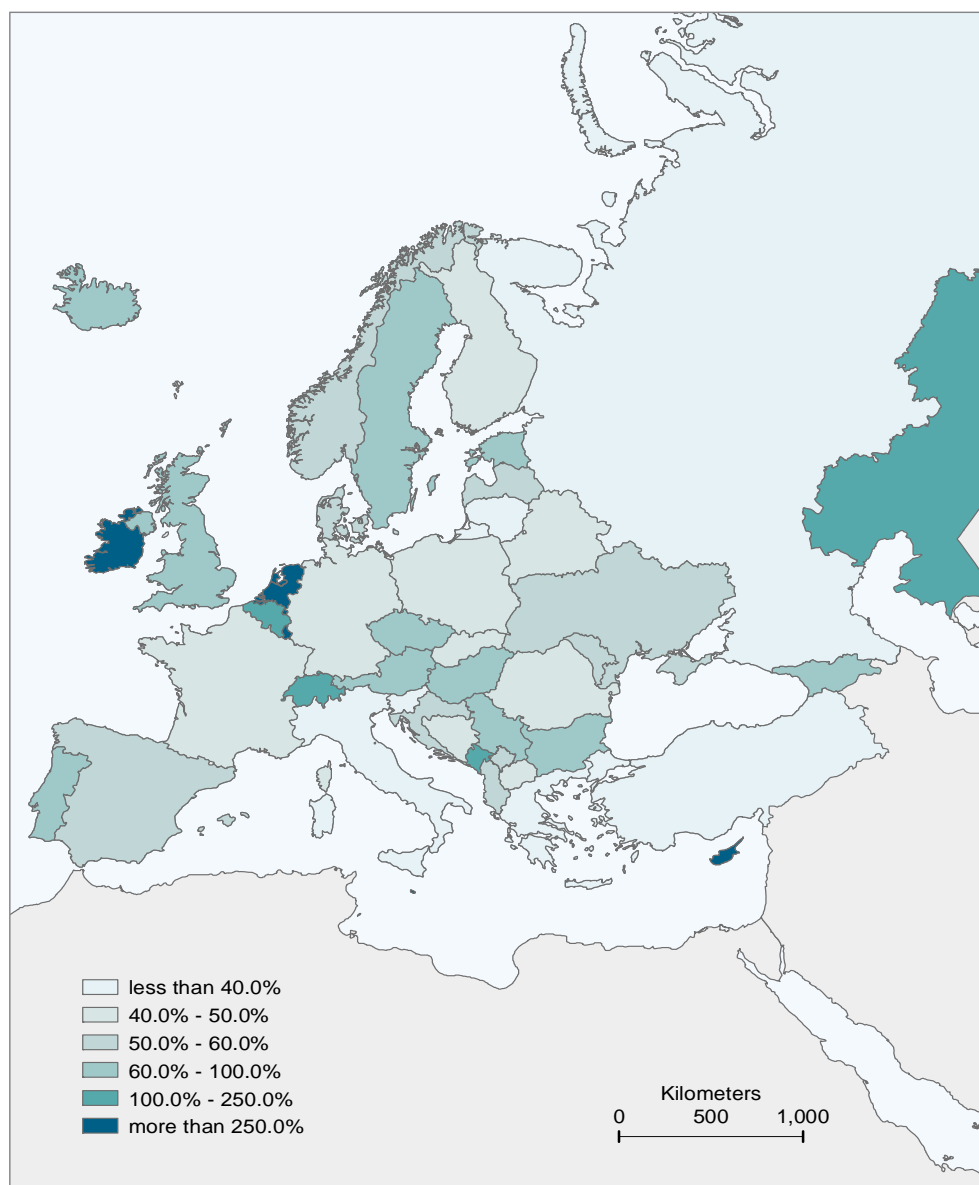 less than 40.0%
40.0% - 50.0%
50.0% - 60.0%
60.0% - 100.0%
100.0% - 250.0%
more than 250.0%
Kilometers
0 500 1,000